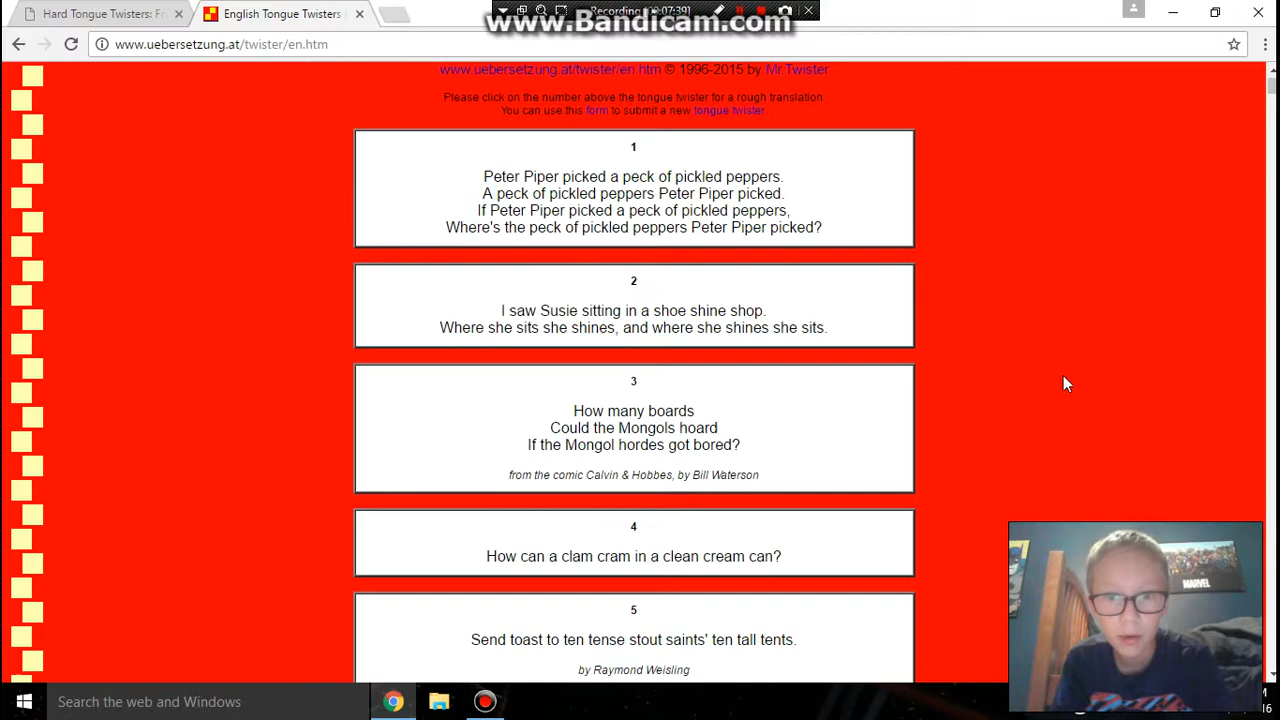 Hard Tongue Twisters: Fr
English Tongue Twisters
Recording
www.Bandicam.com
www.uebersetzung.at/twister/en.htm
www.uebersetzung.at/twister/en.htm © 1996-2015 by Mr.Twister
Please click on the number above the tongue twister for a rough translation.
You can use this form to submit a new tongue twister.
1
Peter Piper picked a peck of pickled peppers.
A peck of pickled peppers Peter Piper picked.
If Peter Piper picked a peck of pickled peppers,
Where's the peck of pickled peppers Peter Piper picked?
2
I saw Susie sitting in a shoe shine shop.
Where she sits she shines, and where she shines she sits.
3
How many boards
Could the Mongols hoard
If the Mongol hordes got bored?
from the comic Calvin & Hobbes, by Bill Waterson
4
How can a clam cram in a clean cream can?
5
Send toast to ten tense stout saints' ten tall tents.
by Raymond Weisling
MARVEL
Search the web and Windows